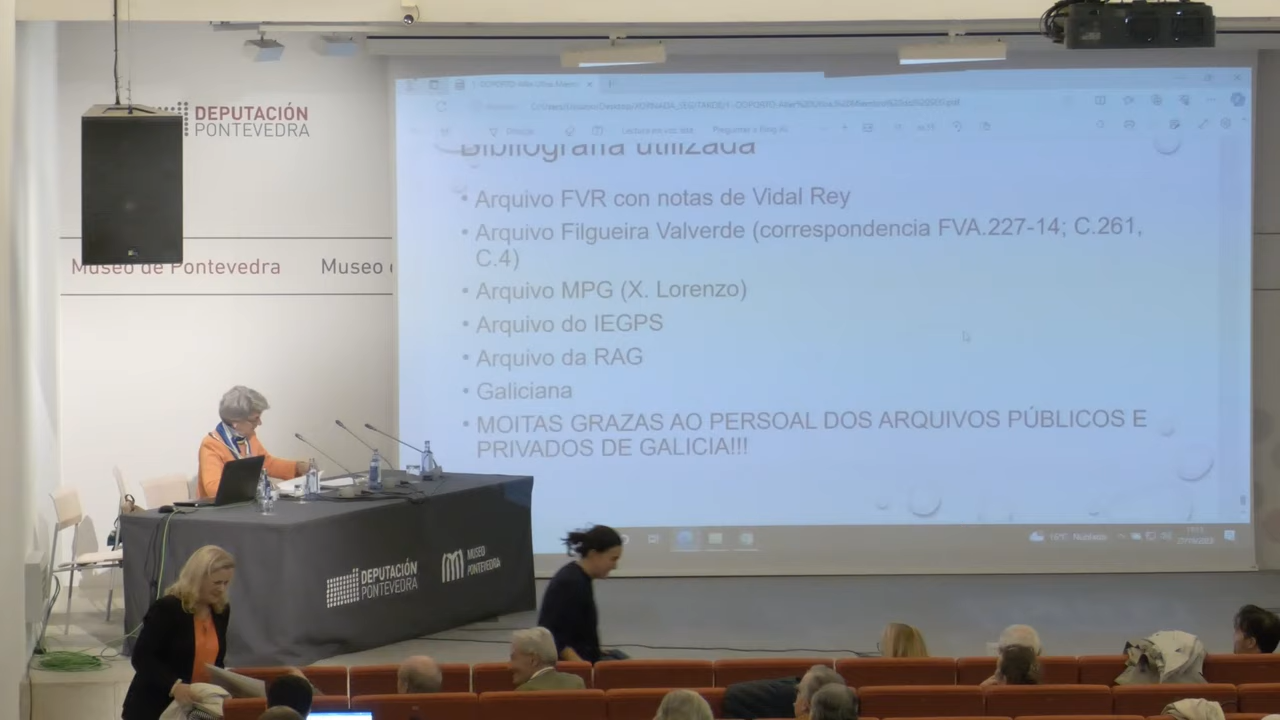 DEPUTACIÓN
PONTEVEDRA
Museo de Pontevedra Museo
Bibliografía utilizada
• Arquivo FVR con notas de Vidal Rey
• Arquivo Filgueira Valverde (correspondencia FVA.227-14; C.261,
C.4)
• Arquivo MPG (X. Lorenzo)
• Arquivo do IEGPS
• Arquivo da RAG
• Galiciana
• MOITAS GRAZAS AO PERSOAL DOS ARQUIVOS PÚBLICOS E
PRIVADOS DE GALICIA!!!
DEPUTACIÓN
PONTEVEDRA
MUSEO
PONTEVEDRA